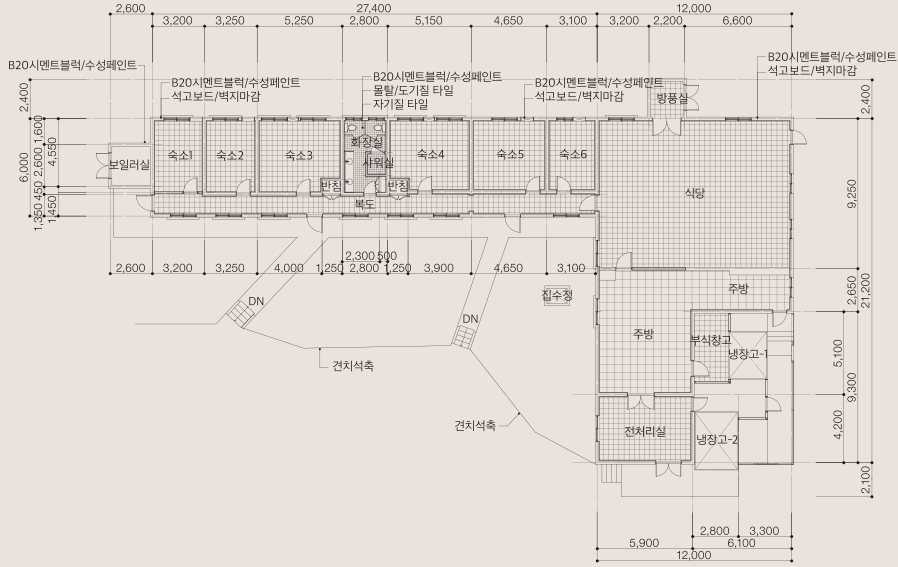 2,600
27,400
12,000
3,200
3,250
5,250
2,800
5,150
4,650
3,100
3,200
2,200
6,600
B20시멘트블럭/수성페인트
B20시멘트블럭/수성페인트
석고보드/벽지마감
B20시멘트블럭/수성페인트
몰탈/도기질 타일
자기질 타일
B20시멘트블럭/수성페인트
석고보드/벽지마감
B20시멘트블럭/수성페인트
석고보드/벽지마감
2,400
2,400
방풍실
1,600
4,550
2,600
6,000
450
1,450
1,350
보일러실
숙소1
숙소2
숙소3
화장실
샤워실
숙소4
숙소5
숙소6
식당
반침
반침
복도
9,250
2,300
500
2,600
3,200
3,250
4,000
1,250
2,800
1,250
3,900
4,650
3,100
2,650
21,200
DN
DN
집수정
주방
주방
부식창고
냉장고-1
5,100
9,300
견치석축
견치석축
전처리실
냉장고-2
4,200
2,100
2,800
3,300
5,900
6,100
12,000